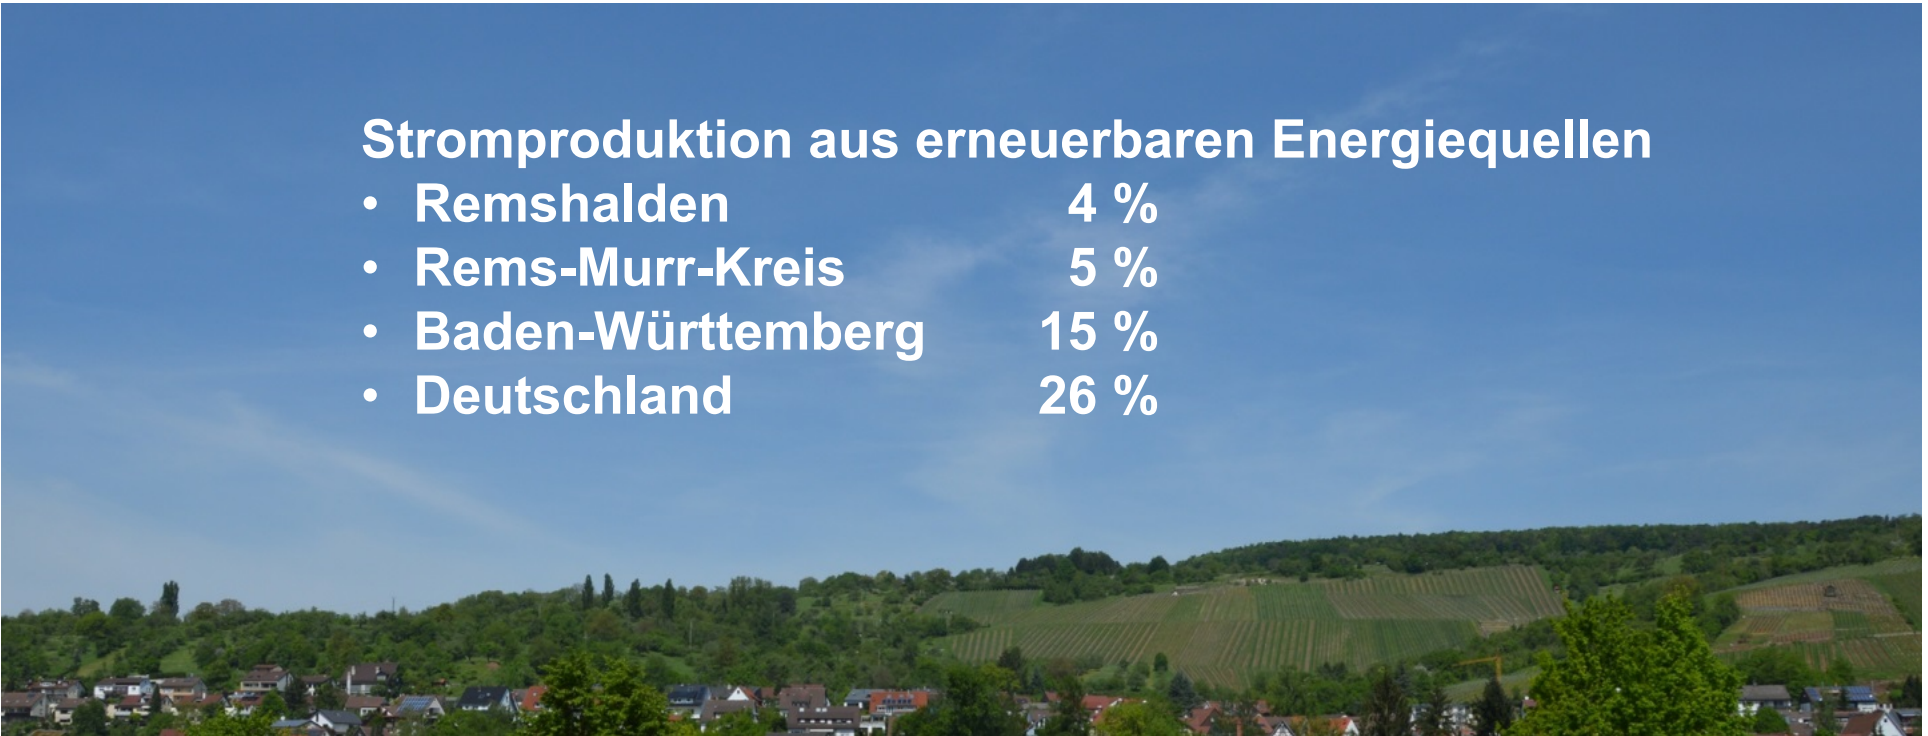 Stromproduktion aus erneuerbaren Energiequellen
• Remshalden 4 %
• Rems-Murr-Kreis 5 %
• Baden-Württemberg 15 %
• Deutschland 26 %